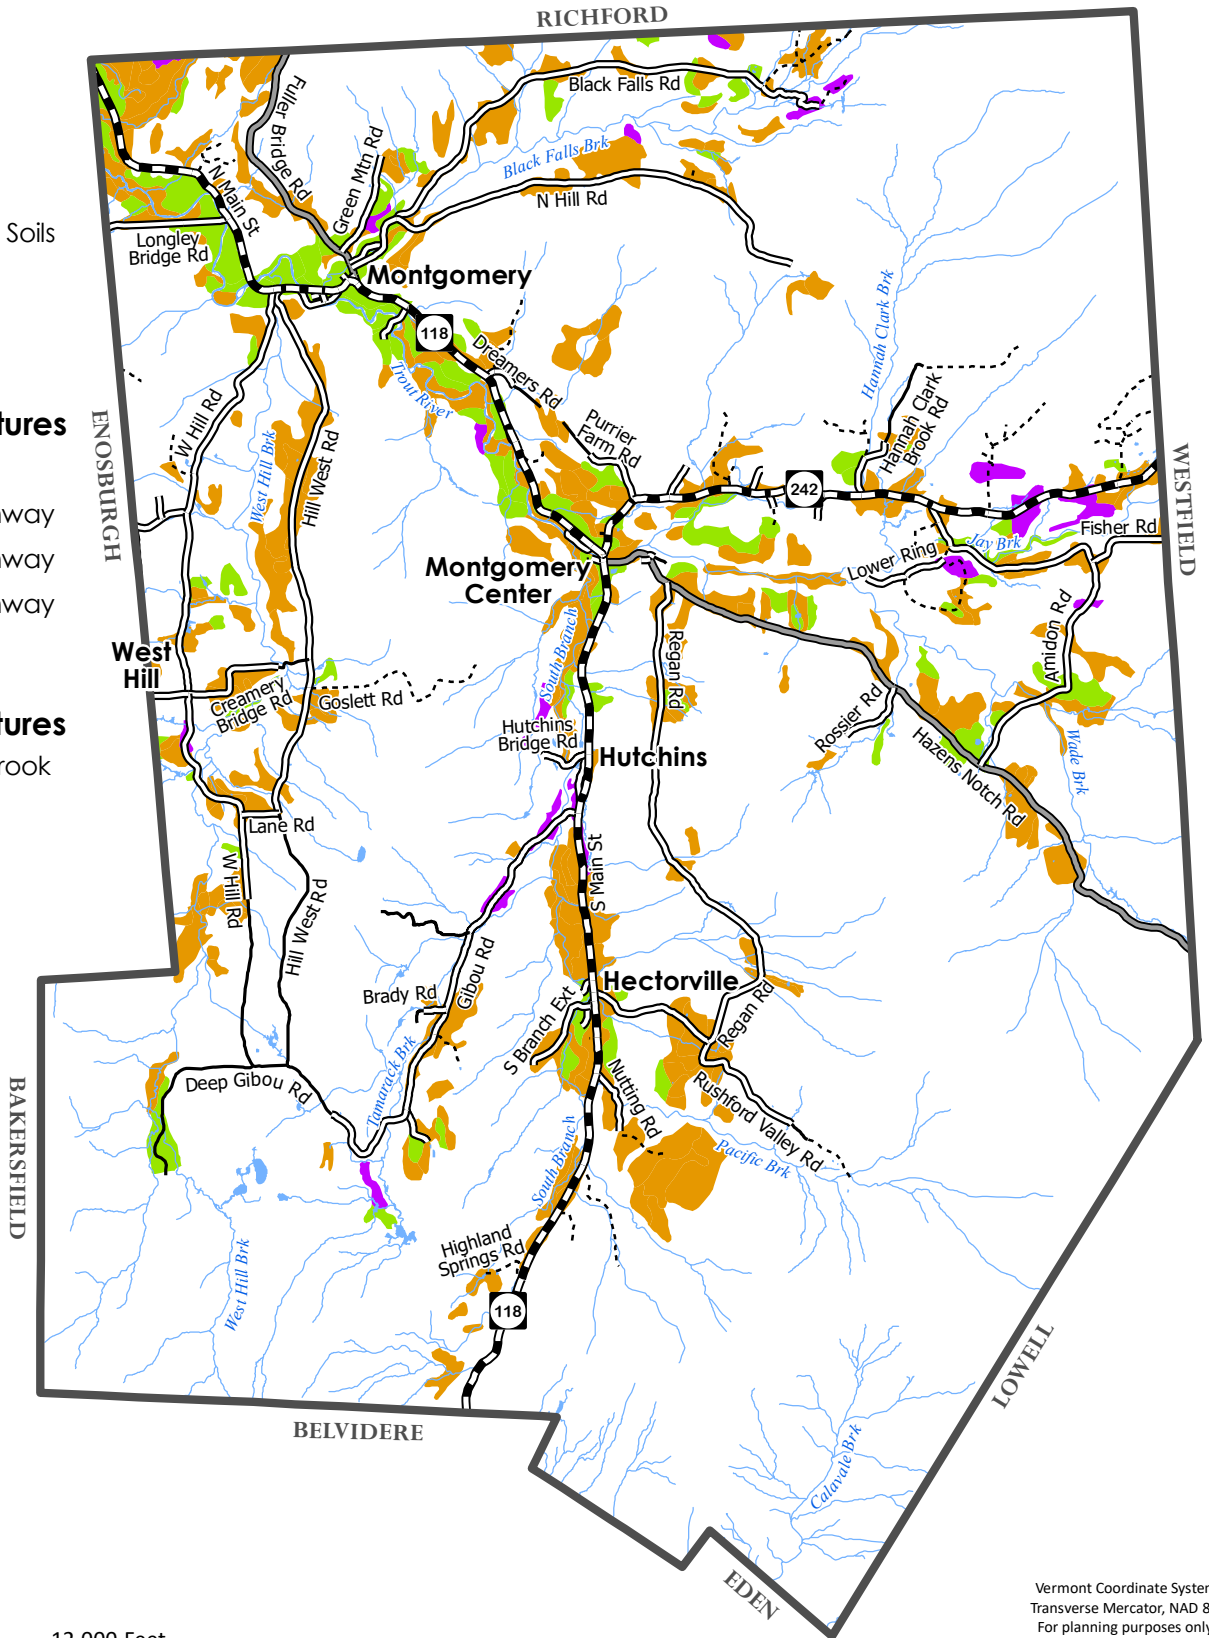 RICHFORD
Black Falls Rd
Fuller Bridge Rd
Green Mtn Rd
Black Falls Brk
N Main St
N Hill Rd
Soils
Longley
Bridge Rd
Montgomery
118
Hannah Clark Brk
Dreamers Rd
Trout River
Hannah Clark
Brook Rd
W Hill Rd
ENOSBURGH
tures
Purrier
Farm Rd
West Hill Brk
Hill West Rd
WESTFIELD
242
hway
Fisher Rd
Jay Brk
Lower Ring
hway
Montgomery
Center
hway
Amidon Rd
South Branch
Regan Rd
West
Hill
Creamery
Bridge Rd
Goslett Rd
Rossier Rd
Hazens Notch Rd
Wade Brk
tures
Hutchins
Bridge Rd
Hutchins
rook
Lane Rd
S Main St
W Hill Rd
Hill West Rd
Gibou Rd
Hectorville
Brady Rd
S Branch Ext
Regan Rd
Tamarack Brk
Nutting Rd
Rushford Valley Rd
Deep Gibou Rd
BAKERSFIELD
Pacific Brk
South Branch
Highland
Springs Rd
West Hill Brk
118
LOWELL
BELVIDERE
Calavale Brk
EDEN
Vermont Coordinate System
Transverse Mercator, NAD 8
For planning purposes only
12,000 Feet